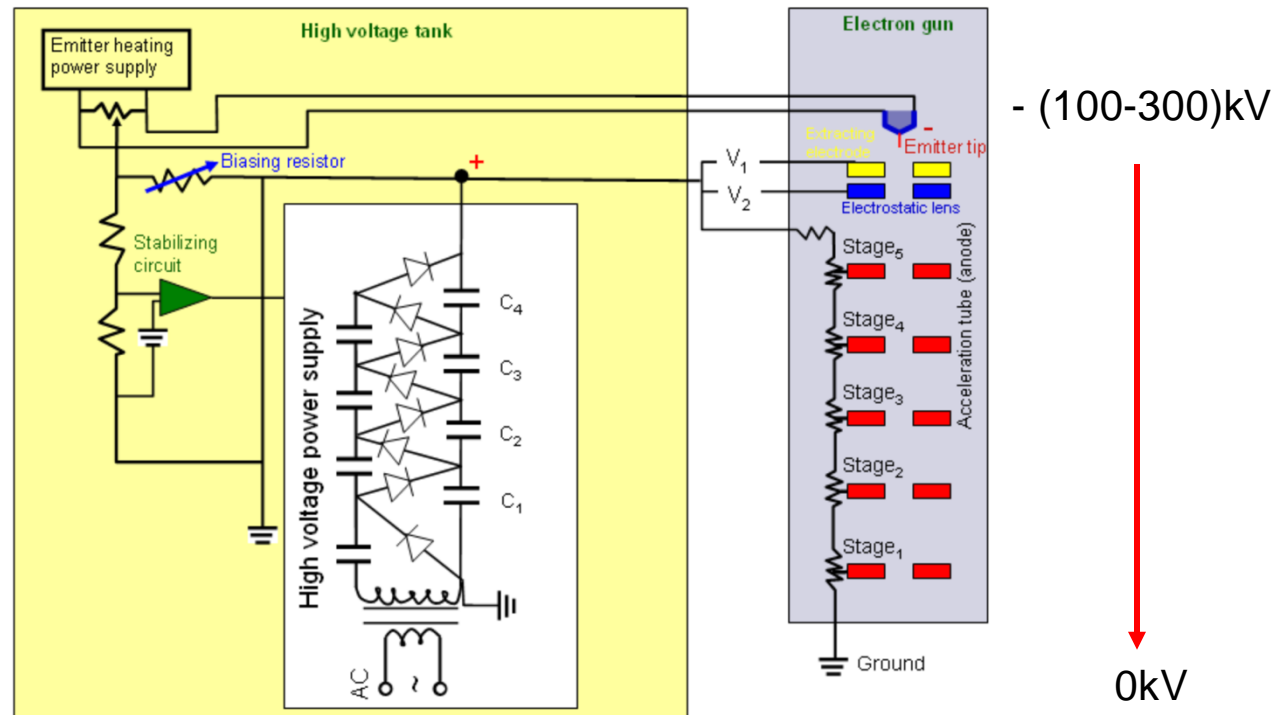 High voltage tank
Emitter heating
power supply
Biasing resistor
+
Stabilizing
circuit
High voltage power supply
C₄
C₃
C₂
C₁
AC
~
Electron gun
-
Extracting
electrode
Emitter tip
V₁
V₂
Electrostatic lens
Stage₅
Stage₄
Stage₃
Stage₂
Stage₁
Acceleration tube (anode)
Ground
- (100-300)kV
0kV